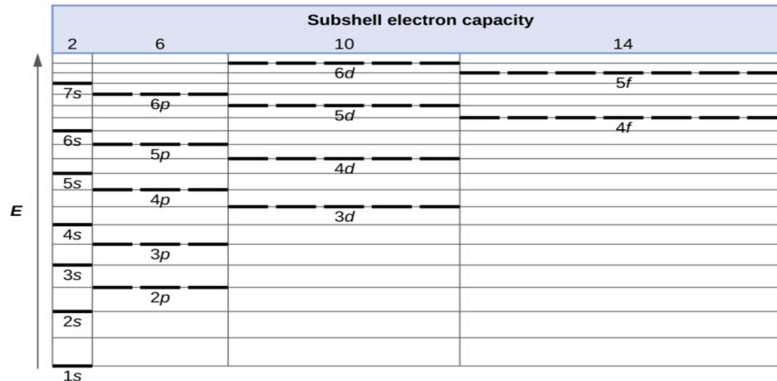 Subshell electron capacity
2 6 10 14
6d
5f
7s
6p
5d
4f
6s
5p
4d
5s
4p
3d
E
4s
3p
3s
2p
2s
1s